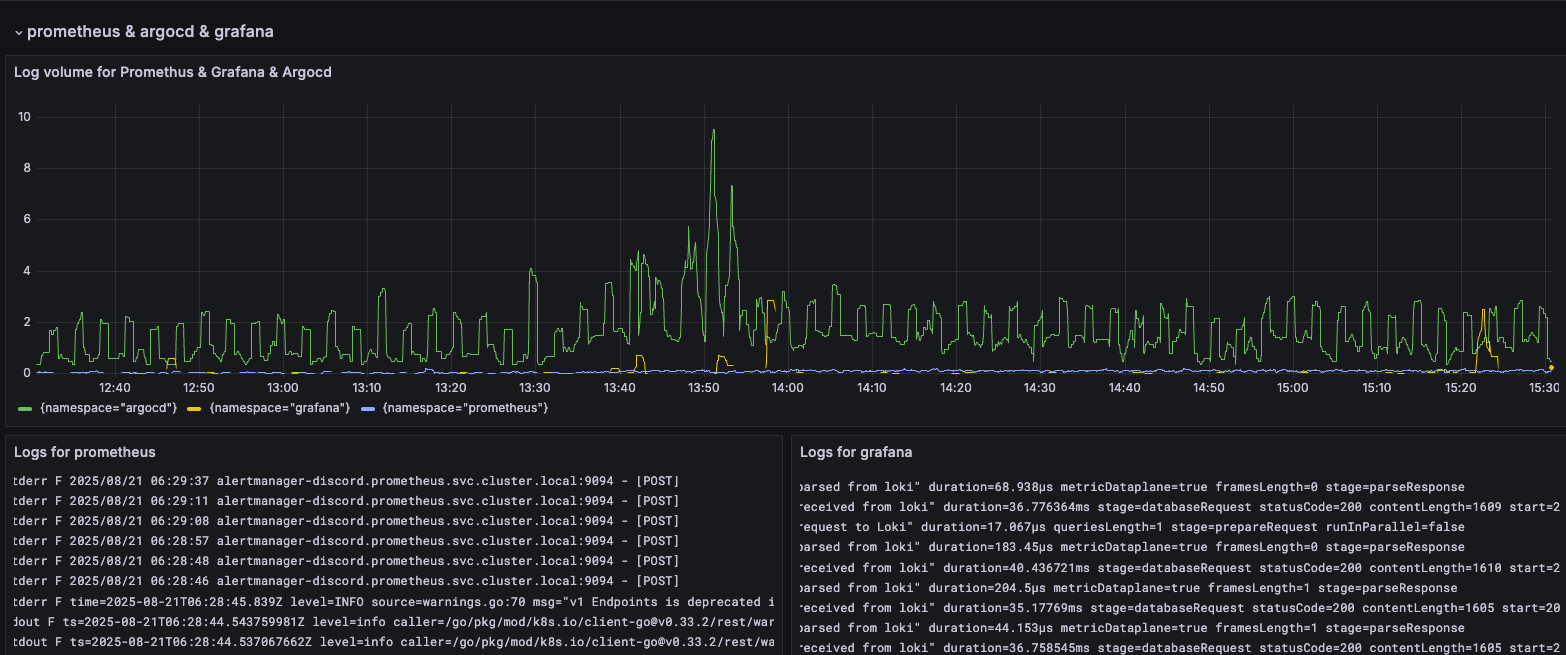 prometheus & argocd & grafana
Log volume for Promethus & Grafana & Argocd
10
8
6
4
2
0
12:40 12:50 13:00 13:10 13:20 13:30 13:40 13:50 14:00 14:10 14:20 14:30 14:40 14:50 15:00 15:10 15:20 15:30
{namespace="argocd"} {namespace="grafana"} {namespace="prometheus"}
Logs for prometheus
tderr F 2025/08/21 06:29:37 alertmanager-discord.prometheus.svc.cluster.local:9094 - [POST]
tderr F 2025/08/21 06:29:11 alertmanager-discord.prometheus.svc.cluster.local:9094 - [POST]
tderr F 2025/08/21 06:29:08 alertmanager-discord.prometheus.svc.cluster.local:9094 - [POST]
tderr F 2025/08/21 06:28:57 alertmanager-discord.prometheus.svc.cluster.local:9094 - [POST]
tderr F 2025/08/21 06:28:48 alertmanager-discord.prometheus.svc.cluster.local:9094 - [POST]
tderr F 2025/08/21 06:28:46 alertmanager-discord.prometheus.svc.cluster.local:9094 - [POST]
tderr F time=2025-08-21T06:28:45.839Z level=INFO source=warnings.go:70 msg="v1 Endpoints is deprecated i
dout F ts=2025-08-21T06:28:44.543759981Z level=info caller=/go/pkg/mod/k8s.io/client-go@v0.33.2/rest/war
tdout F ts=2025-08-21T06:28:44.537067662Z level=info caller=/go/pkg/mod/k8s.io/client-go@v0.33.2/rest/wa
Logs for grafana
parsed from loki" duration=68.938µs metricDataplane=true framesLength=0 stage=parseResponse
received from loki" duration=36.776364ms stage=databaseRequest statusCode=200 contentLength=1609 start=2
request to Loki" duration=17.067µs queriesLength=1 stage=prepareRequest runInParallel=false
parsed from loki" duration=183.45µs metricDataplane=true framesLength=0 stage=parseResponse
received from loki" duration=40.436721ms stage=databaseRequest statusCode=200 contentLength=1610 start=2
parsed from loki" duration=204.5µs metricDataplane=true framesLength=1 stage=parseResponse
received from loki" duration=35.17769ms stage=databaseRequest statusCode=200 contentLength=1605 start=20
parsed from loki" duration=44.153µs metricDataplane=true framesLength=1 stage=parseResponse
received from loki" duration=36.758545ms stage=databaseRequest statusCode=200 contentLength=1605 start=2